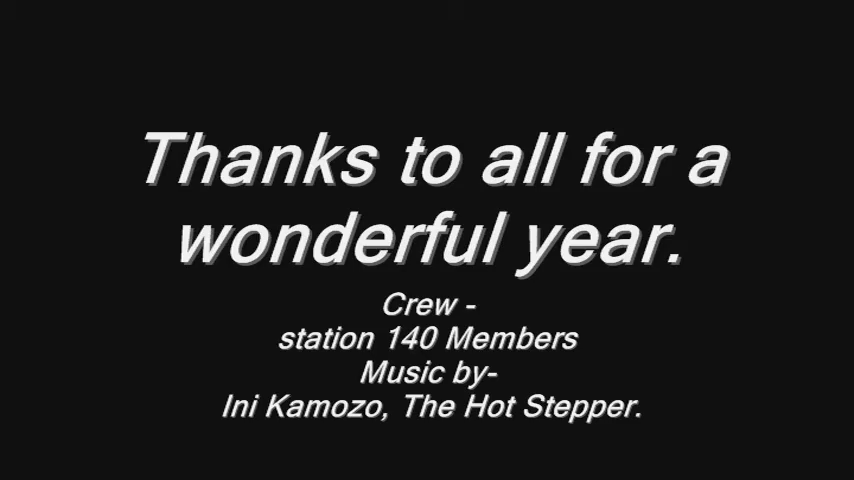 Thanks to all for a
wonderful year.
Crew -
station 140 Members
Music by-
Ini Kamozo, The Hot Stepper.